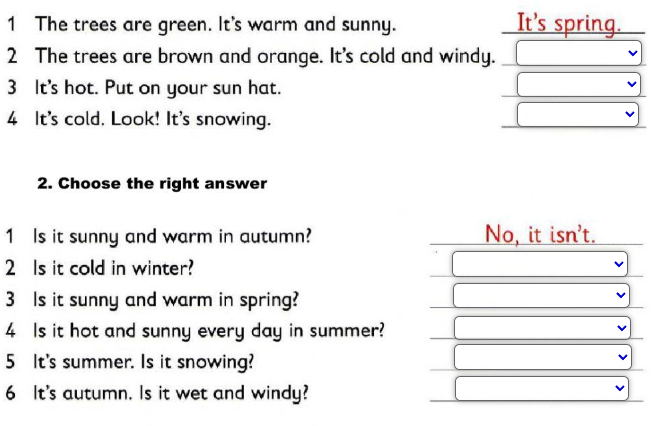 1 The trees are green. It's warm and sunny. It's spring.
2 The trees are brown and orange. It's cold and windy.
3 It's hot. Put on your sun hat.
4 It's cold. Look! It's snowing.
2. Choose the right answer
1 Is it sunny and warm in autumn? No, it isn't.
2 Is it cold in winter?
3 Is it sunny and warm in spring?
4 Is it hot and sunny every day in summer?
5 It's summer. Is it snowing?
6 It's autumn. Is it wet and windy?